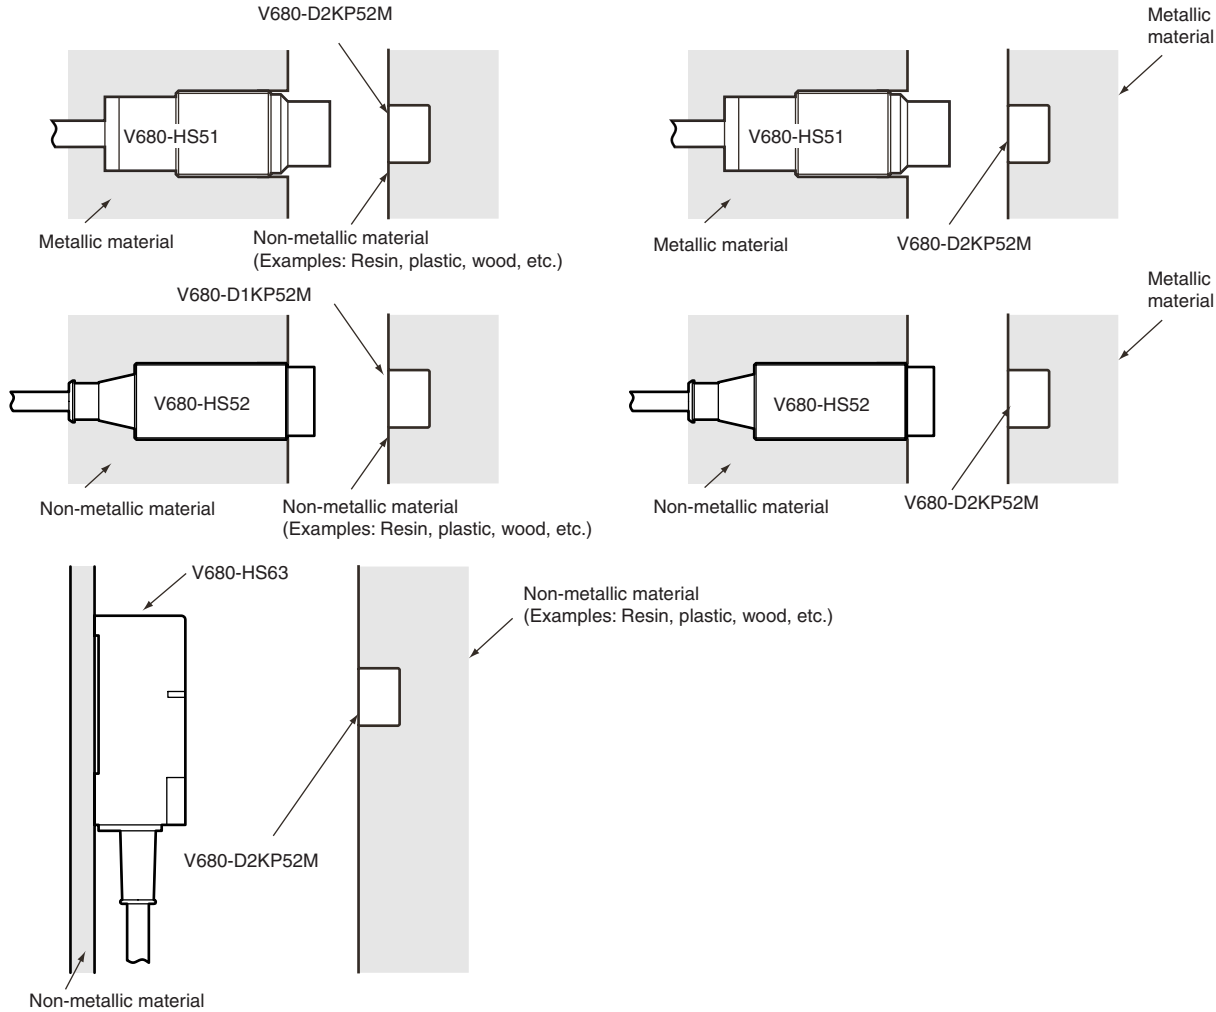 V680-D2KP52M
Metallic
material
V680-HS51
V680-HS51
Metallic material
Non-metallic material
(Examples: Resin, plastic, wood, etc.)
Metallic material
V680-D2KP52M
V680-D1KP52M
Metallic
material
V680-HS52
V680-HS52
Non-metallic material
Non-metallic material
(Examples: Resin, plastic, wood, etc.)
Non-metallic material
V680-D2KP52M
V680-HS63
Non-metallic material
(Examples: Resin, plastic, wood, etc.)
V680-D2KP52M
Non-metallic material